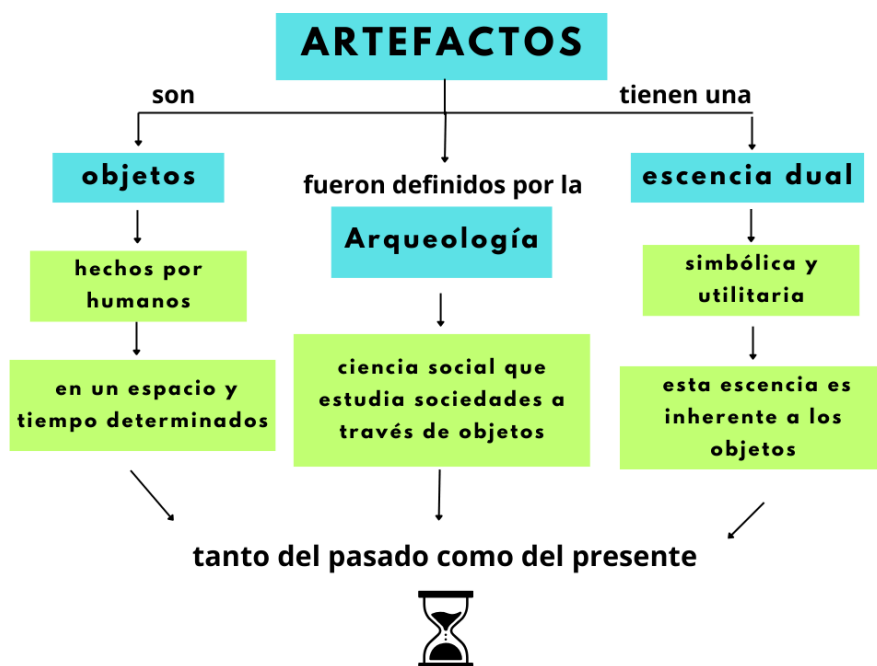 ARTEFACTOS
son
tienen una
objetos
fueron definidos por la
escencia dual
Arqueología
hechos por
humanos
simbólica y
utilitaria
en un espacio y
tiempo determinados
ciencia social que
estudia sociedades a
través de objetos
esta escencia es
inherente a los
objetos
tanto del pasado como del presente